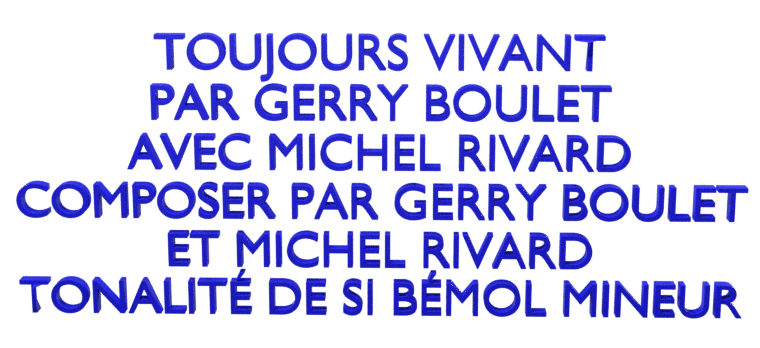 TOUJOURS VIVANT
PAR GERRY BOULET
AVEC MICHEL RIVARD
COMPOSER PAR GERRY BOULET
ET MICHEL RIVARD
TONALITÉ DE SI BÉMOL MINEUR